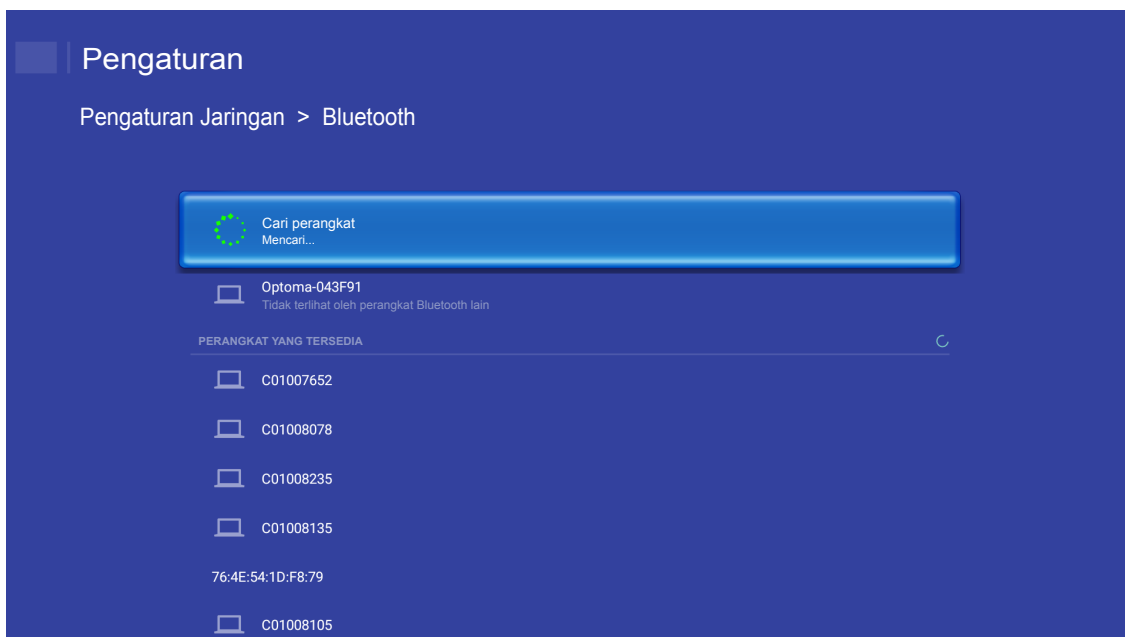 Pengaturan
Pengaturan Jaringan > Bluetooth
Cari perangkat
Mencari...
Optoma-043F91
Tidak terlihat oleh perangkat Bluetooth lain
PERANGKAT YANG TERSEDIA
C01007652
C01008078
C01008235
C01008135
76:4E:54:1D:F8:79
C01008105